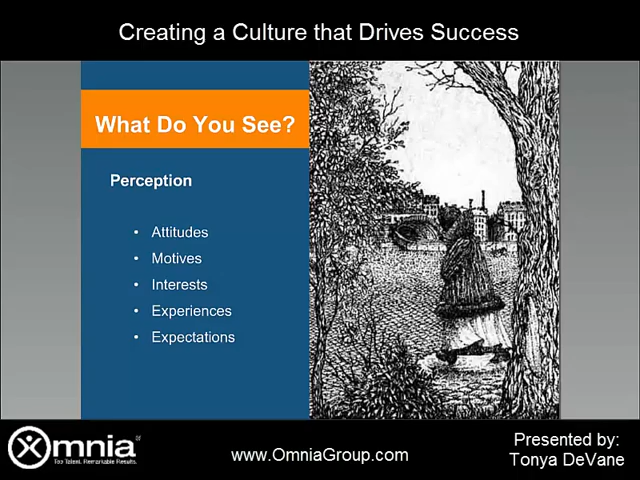 Creating a Culture that Drives Success
What Do You See?
Perception
• Attitudes
• Motives
• Interests
• Experiences
• Expectations
Omnia
Top Talent. Remarkable Results.
www.OmniaGroup.com
Presented by:
Tonya DeVane